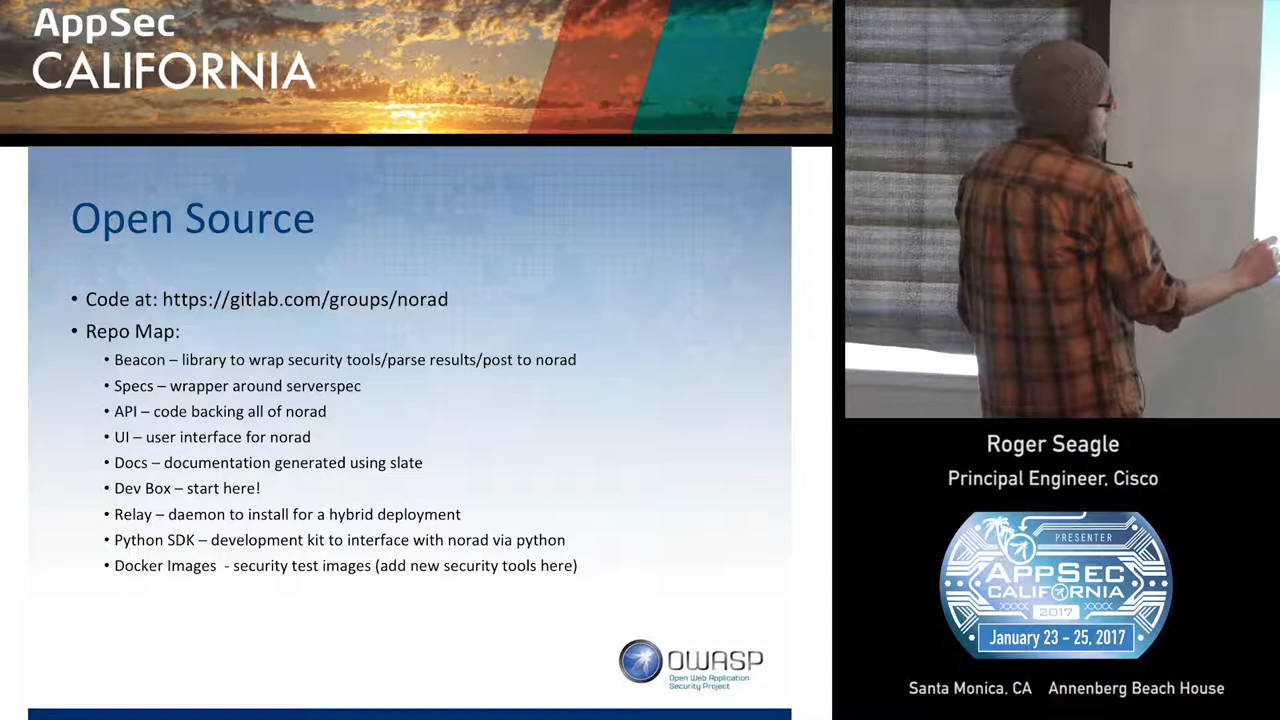 AppSec
CALIFORNIA
Open Source
• Code at: https://gitlab.com/groups/norad
• Repo Map:
• Beacon – library to wrap security tools/parse results/post to norad
• Specs – wrapper around serverspec
• API – code backing all of norad
• UI – user interface for norad
• Docs – documentation generated using slate
• Dev Box – start here!
• Relay – daemon to install for a hybrid deployment
• Python SDK – development kit to interface with norad via python
• Docker Images - security test images (add new security tools here)
OWASP
Open Web Application
Security Project
Roger Seagle
Principal Engineer, Cisco
PRESENTER
APPSEC
CALIFORNIA
2017
January 23 - 25, 2017
Santa Monica, CA Annenberg Beach House